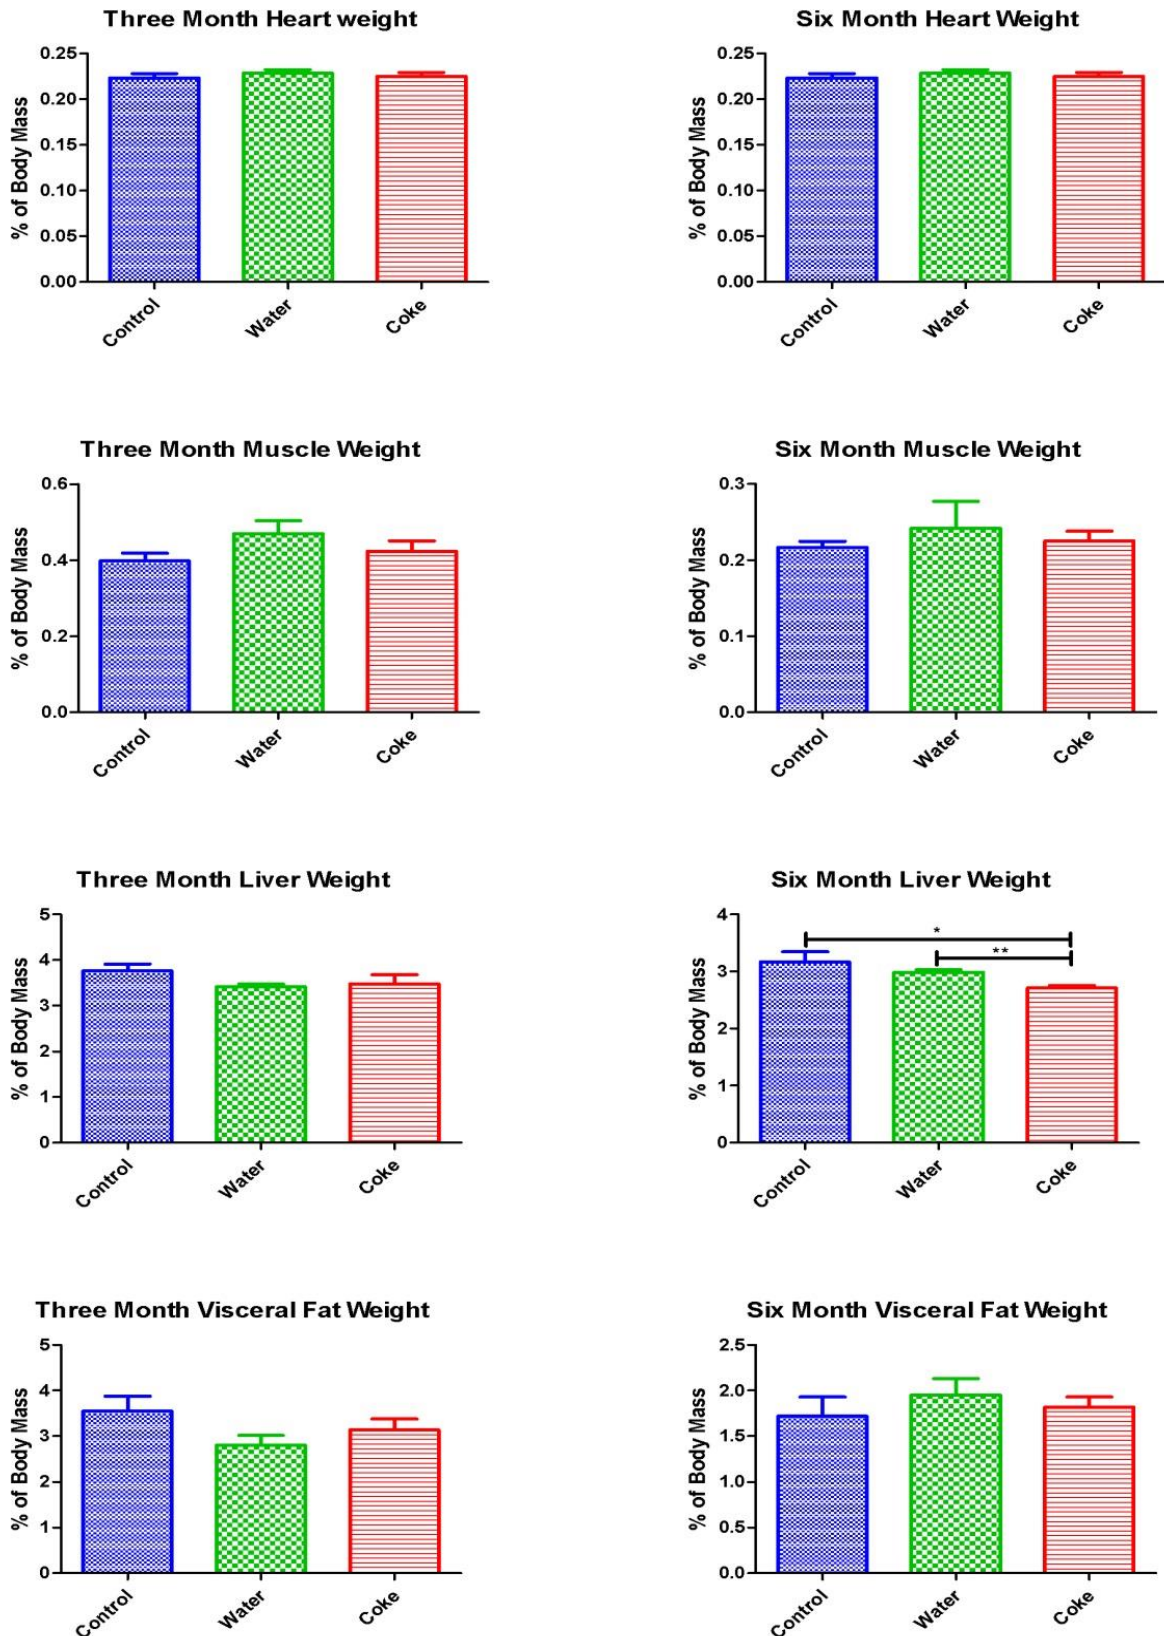 Three Month Heart weight
% of Body Mass
0.25
0.20
0.15
0.10
0.05
0.00
Control
Water
Coke
Six Month Heart Weight
% of Body Mass
0.25
0.20
0.15
0.10
0.05
0.00
Control
Water
Coke
Three Month Muscle Weight
% of Body Mass
0.6
0.4
0.2
0.0
Control
Water
Coke
Six Month Muscle Weight
% of Body Mass
0.3
0.2
0.1
0.0
Control
Water
Coke
Three Month Liver Weight
% of Body Mass
5
4
3
2
1
0
Control
Water
Coke
Six Month Liver Weight
% of Body Mass
4
3
2
1
0
*
**
Control
Water
Coke
Three Month Visceral Fat Weight
% of Body Mass
5
4
3
2
1
0
Control
Water
Coke
Six Month Visceral Fat Weight
% of Body Mass
2.5
2.0
1.5
1.0
0.5
0.0
Control
Water
Coke